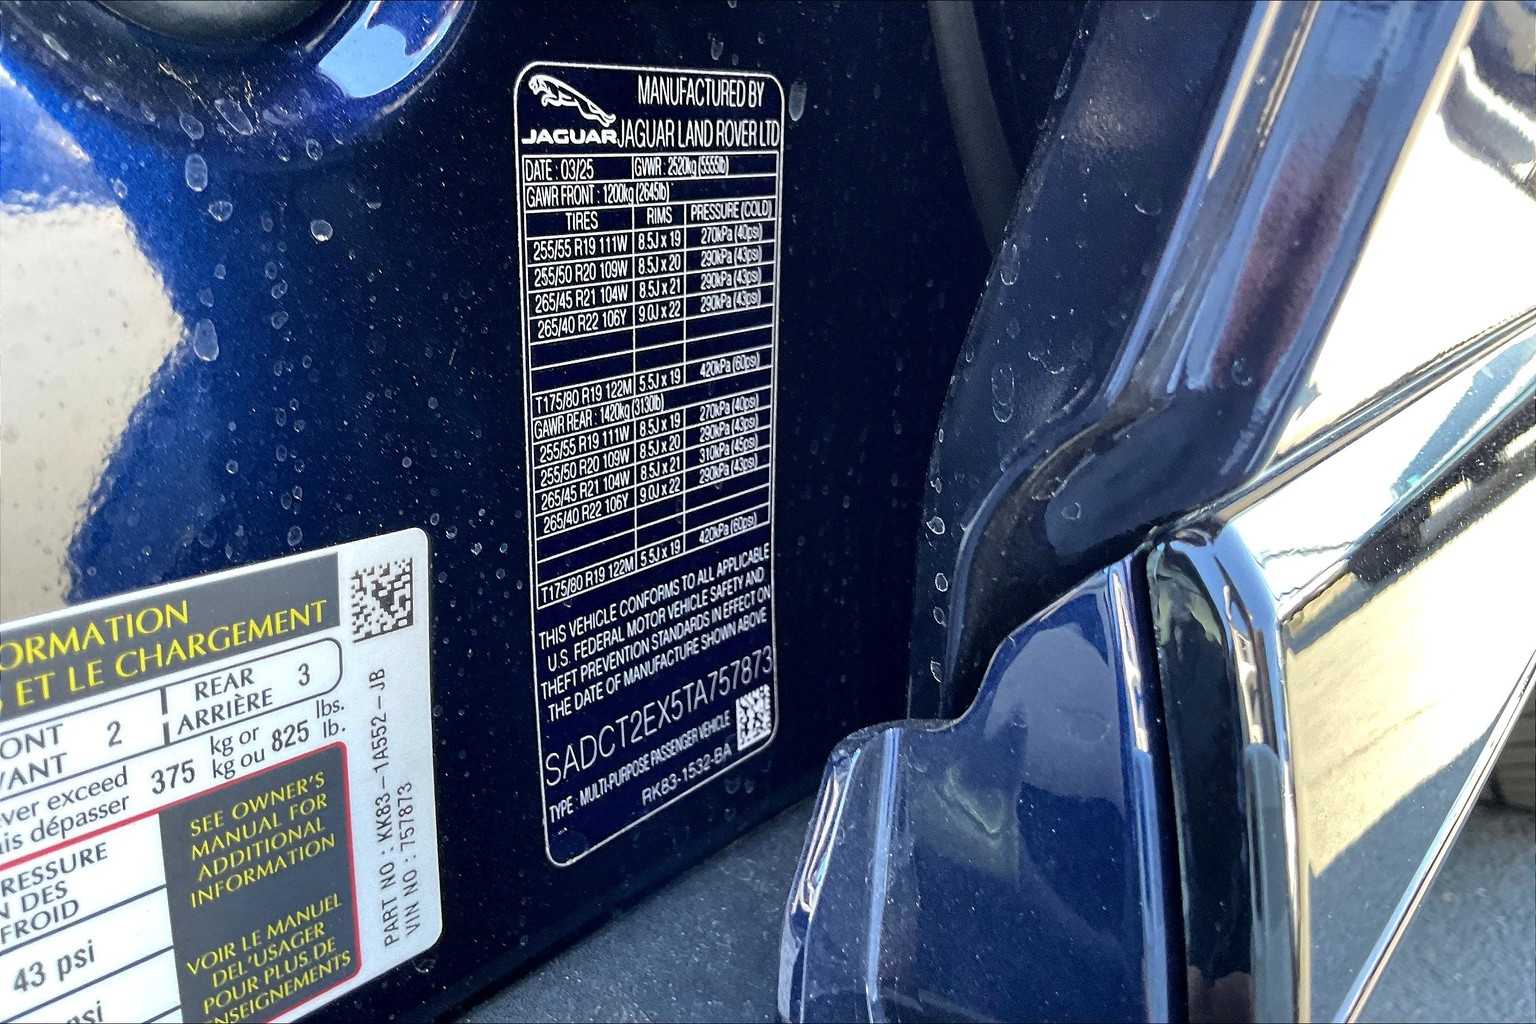 JAGUAR
MANUFACTURED BY
JAGUAR LAND ROVER LTD
DATE : 03/25 GVWR : 2520kg (5555lb)
GAWR FRONT : 1200kg (2645lb)
TIRES RIMS PRESSURE (COLD)
255/55 R19 111W 8.5J x 19 270kPa (40psi)
255/50 R20 109W 8.5J x 20 290kPa (43psi)
265/45 R21 104W 8.5J x 21 290kPa (43psi)
265/40 R22 106Y 9.0J x 22 290kPa (43psi)
T175/80 R19 122M 5.5J x 19 420kPa (60psi)
GAWR REAR : 1420kg (3130lb)
255/55 R19 111W 8.5J x 19 270kPa (40psi)
255/50 R20 109W 8.5J x 20 290kPa (43psi)
265/45 R21 104W 8.5J x 21 310kPa (45psi)
265/40 R22 106Y 9.0J x 22 290kPa (43psi)
T175/80 R19 122M 5.5J x 19 420kPa (60psi)
THIS VEHICLE CONFORMS TO ALL APPLICABLE
U.S. FEDERAL MOTOR VEHICLE SAFETY AND
THEFT PREVENTION STANDARDS IN EFFECT ON
THE DATE OF MANUFACTURE SHOWN ABOVE
SADCT2EX5TA757873
TYPE : MULTI-PURPOSE PASSENGER VEHICLE
RK83-1532-BA
ORMATION
ET LE CHARGEMENT
ONT 2 REAR 3
VANT ARRIÈRE
ver exceed 375 kg or 825 lbs.
ais dépasser kg ou lb.
RESSURE
N DES
FROID
43 psi
psi
SEE OWNER'S
MANUAL FOR
ADDITIONAL
INFORMATION
VOIR LE MANUEL
DEL'USAGER
POUR PLUS DE
ENSEIGNEMENTS
PART NO : KK83-1A552-JB
VIN NO : 757873